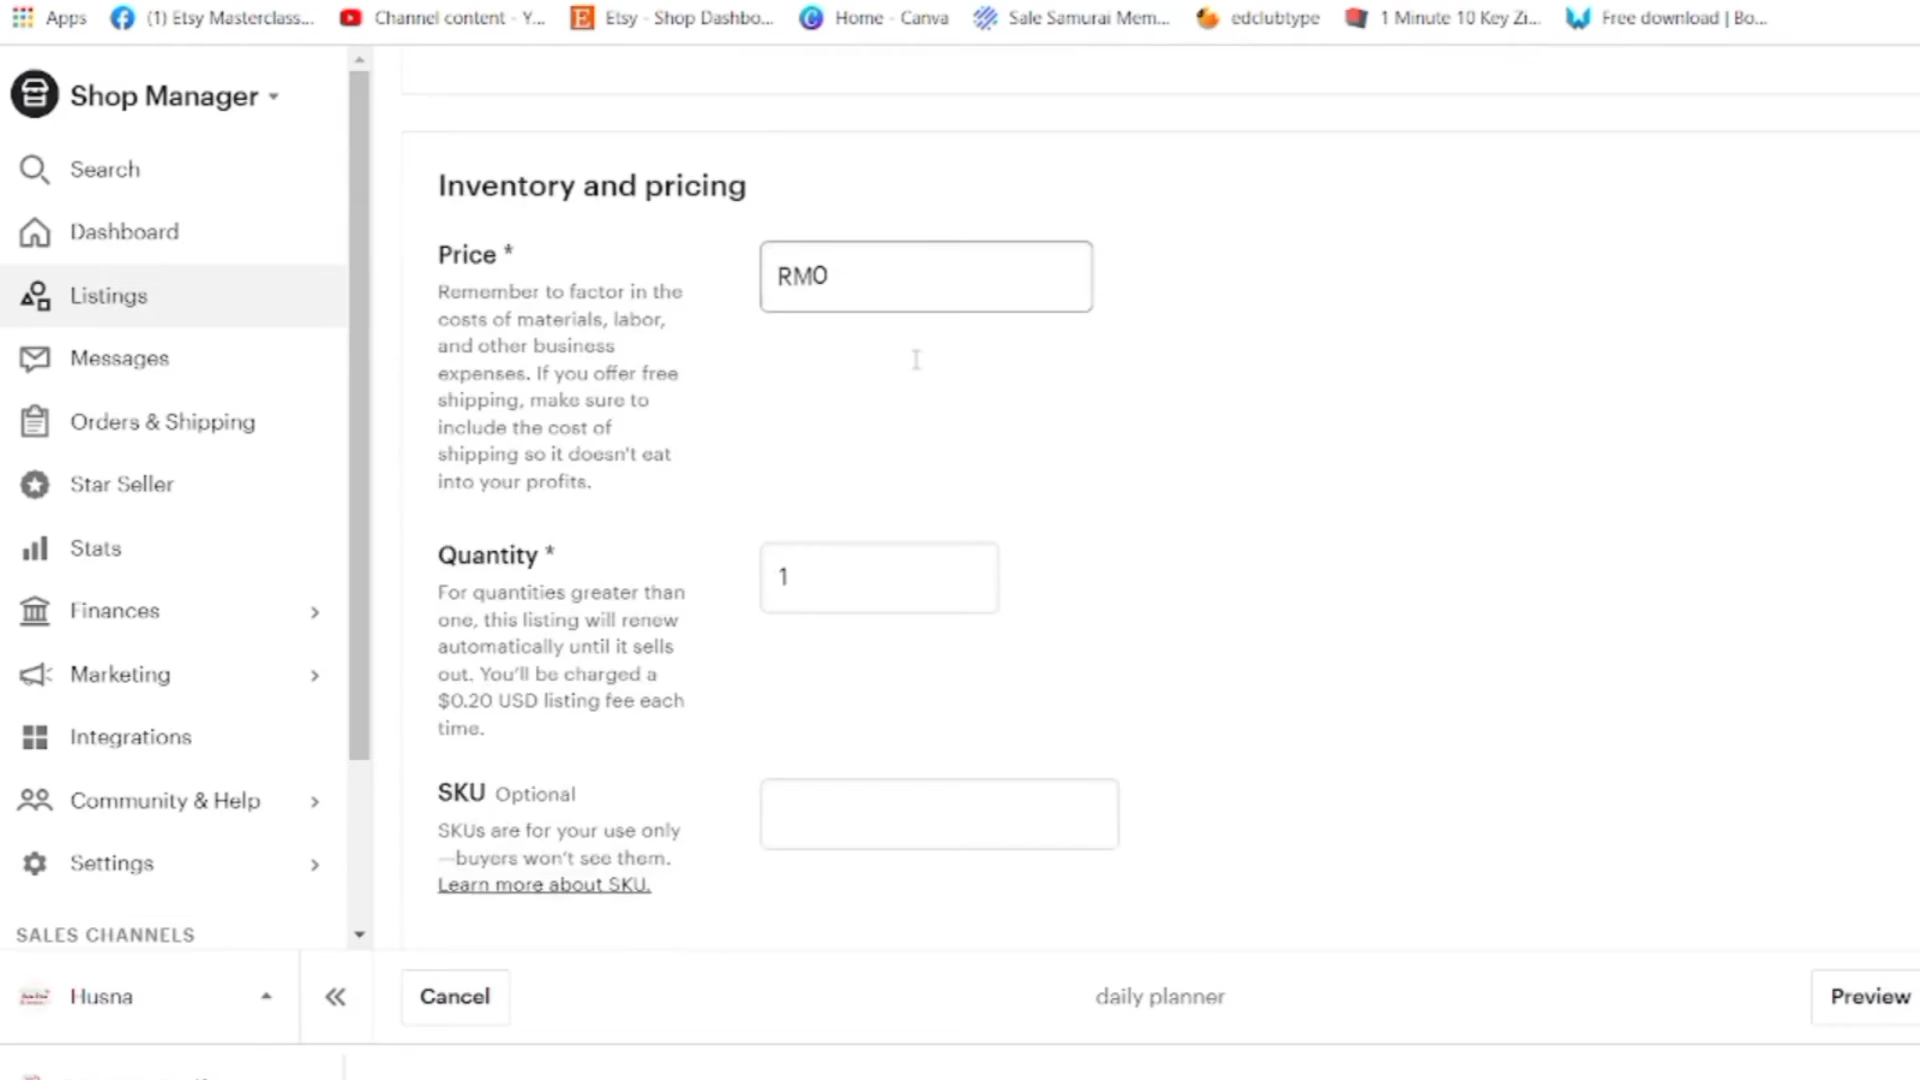 Apps (1) Etsy Masterclass... Channel content - Y... Etsy - Shop Dashbo... Home - Canva Sale Samurai Mem... edclubtype 1 Minute 10 Key Zi... Free download | Bo...
Shop Manager
Search
Dashboard
Listings
Messages
Orders & Shipping
Star Seller
Stats
Finances
Marketing
Integrations
Community & Help
Settings
SALES CHANNELS
Husna
Inventory and pricing
Price *
Remember to factor in the
costs of materials, labor,
and other business
expenses. If you offer free
shipping, make sure to
include the cost of
shipping so it doesn't eat
into your profits.
RM0
Quantity *
For quantities greater than
one, this listing will renew
automatically until it sells
out. You'll be charged a
$0.20 USD listing fee each
time.
1
SKU Optional
SKUs are for your use only
—buyers won't see them.
Learn more about SKU.
Cancel
daily planner
Preview